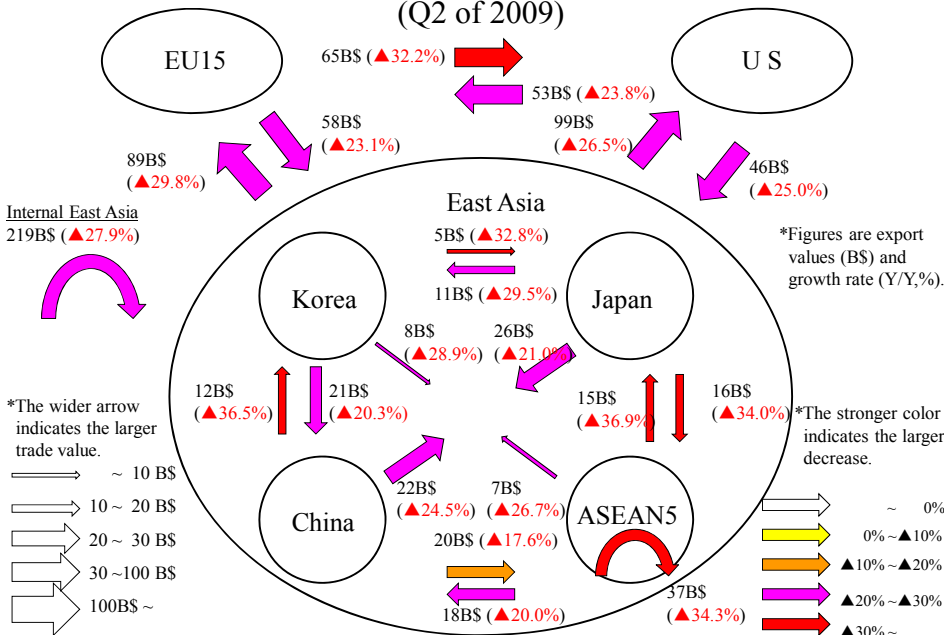 (Q2 of 2009)
EU15
U S
65B$ (▲32.2%)
53B$ (▲23.8%)
58B$
(▲23.1%)
99B$
(▲26.5%)
89B$
(▲29.8%)
46B$
(▲25.0%)
Internal East Asia
219B$ (▲27.9%)
East Asia
5B$ (▲32.8%)
11B$ (▲29.5%)
*Figures are export
values (B$) and
growth rate (Y/Y,%).
Korea
Japan
8B$
(▲28.9%)
26B$
(▲21.0%)
12B$
(▲36.5%)
21B$
(▲20.3%)
15B$
(▲36.9%)
16B$
(▲34.0%)
*The wider arrow
indicates the larger
trade value.
~ 10 B$
10 ~ 20 B$
20 ~ 30 B$
30 ~100 B$
100B$ ~
*The stronger color
indicates the larger
decrease.
~ 0%
0% ~▲10%
▲10% ~▲20%
▲20% ~▲30%
▲30% ~
China
22B$
(▲24.5%)
7B$
(▲26.7%)
ASEAN5
20B$ (▲17.6%)
18B$ (▲20.0%)
37B$
(▲34.3%)